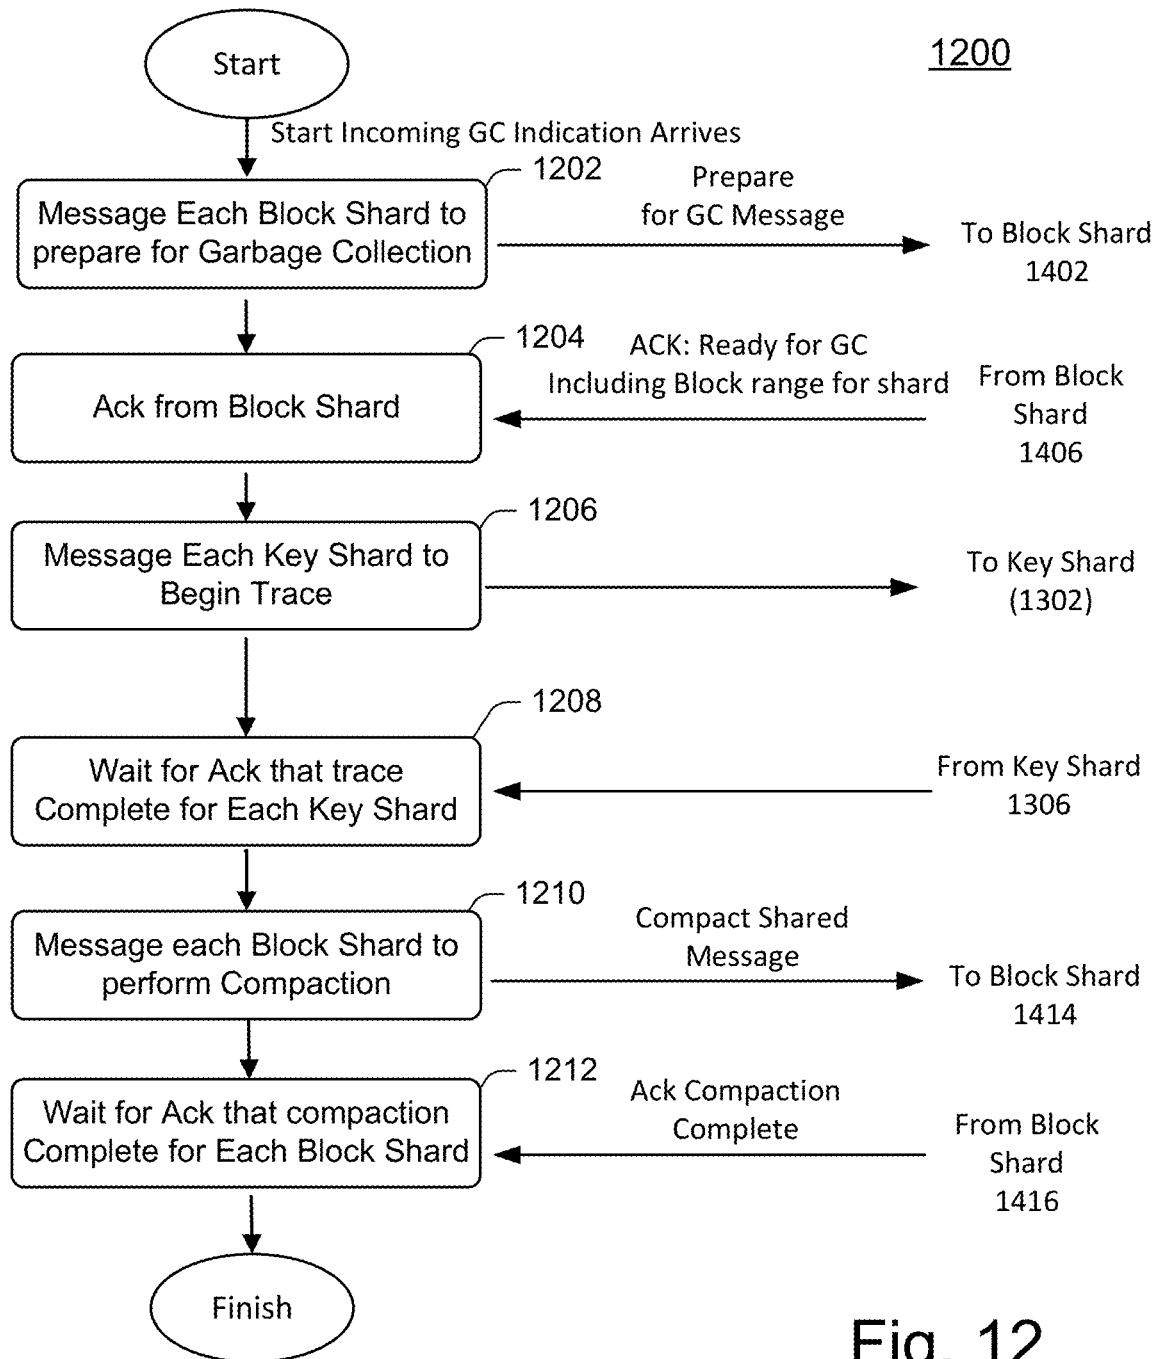 Start
1200
Start Incoming GC Indication Arrives
1202
Message Each Block Shard to
prepare for Garbage Collection
Prepare
for GC Message
To Block Shard
1402
1204
Ack from Block Shard
ACK: Ready for GC
Including Block range for shard
From Block
Shard
1406
1206
Message Each Key Shard to
Begin Trace
To Key Shard
(1302)
1208
Wait for Ack that trace
Complete for Each Key Shard
From Key Shard
1306
1210
Message each Block Shard to
perform Compaction
Compact Shared
Message
To Block Shard
1414
1212
Wait for Ack that compaction
Complete for Each Block Shard
Ack Compaction
Complete
From Block
Shard
1416
Finish
Fig. 12